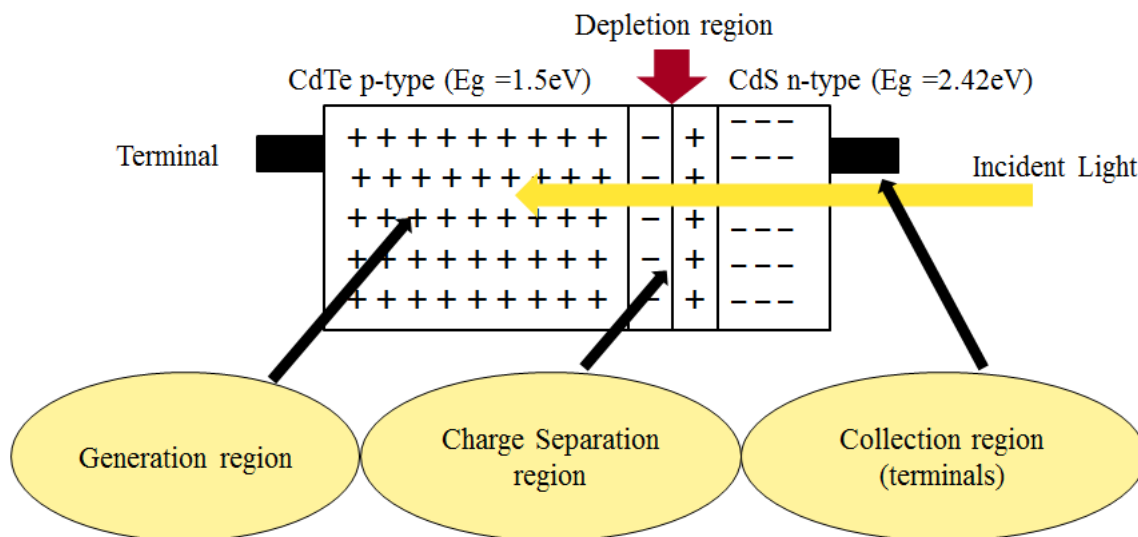 Depletion region
CdTe p-type (Eg =1.5eV)
CdS n-type (Eg =2.42eV)
Terminal
Incident Light
+ + + + + + + + +
+ + + + + + + + +
+ + + + + + + + +
+ + + + + + + + +
+ + + + + + + + +
− +
− +
− +
− +
− +
− − −
− − −
− − −
− − −
− − −
Generation region
Charge Separation
region
Collection region
(terminals)